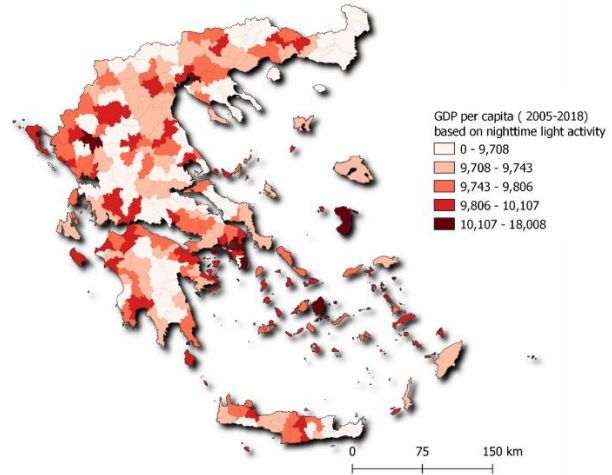 GDP per capita ( 2005-2018)
based on nighttime light activity
0 - 9,708
9,708 - 9,743
9,743 - 9,806
9,806 - 10,107
10,107 - 18,008
0 75 150 km